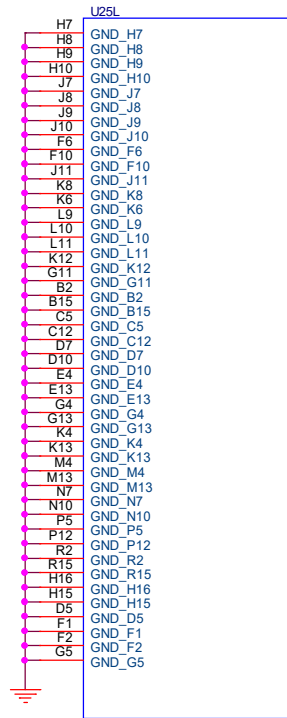 U25L
H7 GND_H7
H8 GND_H8
H9 GND_H9
H10 GND_H10
J7 GND_J7
J8 GND_J8
J9 GND_J9
J10 GND_J10
F6 GND_F6
F10 GND_F10
J11 GND_J11
K8 GND_K8
K6 GND_K6
L9 GND_L9
L10 GND_L10
L11 GND_L11
K12 GND_K12
G11 GND_G11
B2 GND_B2
B15 GND_B15
C5 GND_C5
C12 GND_C12
D7 GND_D7
D10 GND_D10
E4 GND_E4
E13 GND_E13
G4 GND_G4
G13 GND_G13
K4 GND_K4
K13 GND_K13
M4 GND_M4
M13 GND_M13
N7 GND_N7
N10 GND_N10
P5 GND_P5
P12 GND_P12
R2 GND_R2
R15 GND_R15
H16 GND_H16
H15 GND_H15
D5 GND_D5
F1 GND_F1
F2 GND_F2
G5 GND_G5